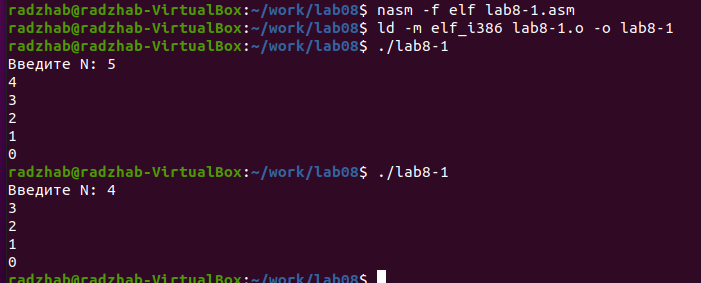 radzhab@radzhab-VirtualBox:~/work/lab08$ nasm -f elf lab8-1.asm
radzhab@radzhab-VirtualBox:~/work/lab08$ ld -m elf_i386 lab8-1.o -o lab8-1
radzhab@radzhab-VirtualBox:~/work/lab08$ ./lab8-1
Введите N: 5
4
3
2
1
0
radzhab@radzhab-VirtualBox:~/work/lab08$ ./lab8-1
Введите N: 4
3
2
1
0
radzhab@radzhab-VirtualBox:~/work/lab08$